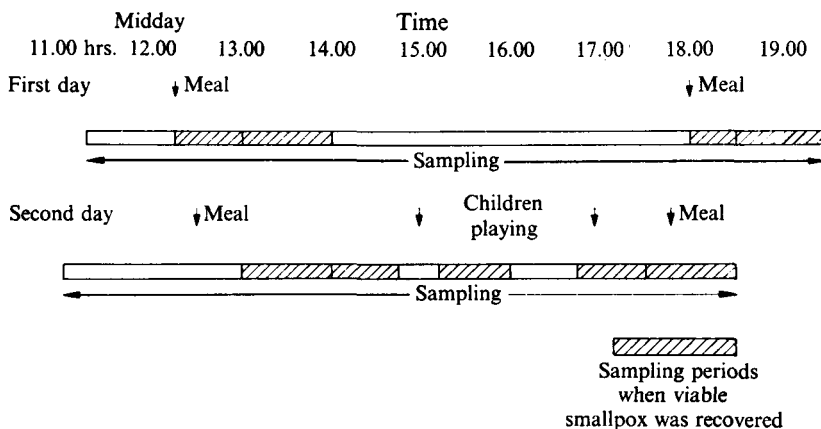 Midday Time
11.00 hrs. 12.00 13.00 14.00 15.00 16.00 17.00 18.00 19.00
First day Meal Meal
Sampling
Second day Meal Children playing Meal
Sampling
Sampling periods
when viable
smallpox was recovered